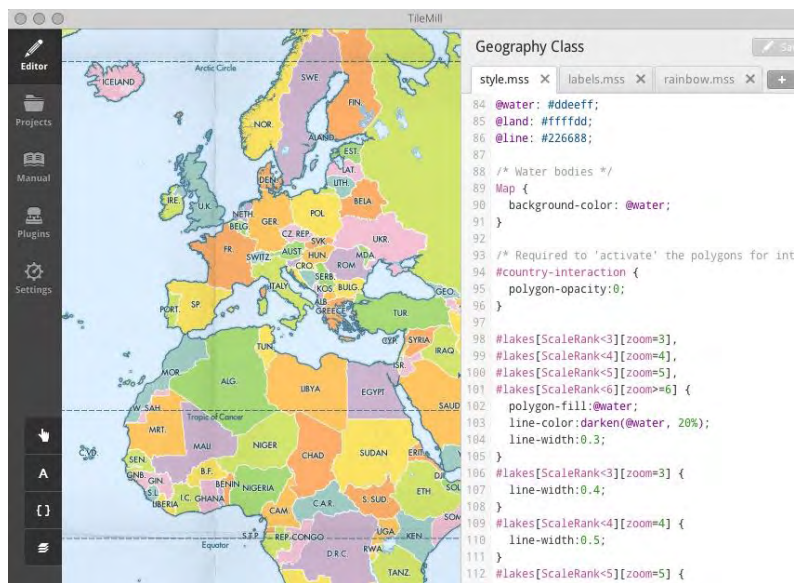 TileMill
Editor
Projects
Manual
Plugins
Settings
A
{}
Arctic Circle
ICELAND
SWE.
FIN.
NOR.
ALAND
EST.
LAT.
LITH.
DEN.
IRE.
U.K.
NETH.
BELG
GER.
POL
BELA.
CZ. REP.
SVK.
UKR.
FR.
SWITZ.
AUST.
HUN.
MDA.
CRO.
ROM
SERB.
ITALY
KOS.
BULG.
PORT.
SP.
ALB
GREECE
TUR.
GEO.
CYP.
SYRIA
IRAQ
TUN.
ISR.
MOR.
ALG.
LIBYA
EGYPT
W. SAH.
SAUD
Tropic of Cancer
MRT.
MALI
NIGER
CHAD
SUDAN
ERIT.
C.V.D.
SEN.
GNB.
GIN.
B.F.
S.L.
LIBERIA
I.C.
GHANA
BENIN
NIGERIA
DJI
ETH.
SO
CAM.
C.A.R.
S. SUD.
SOM
S.T.P.
Equator
REP. CONGO
D.R.C.
UGA.
RWA.
KEN.
TANZ.
Geography Class
Sav
style.mss X
labels.mss X
rainbow.mss X
+
84 @water: #ddeeff;
85 @land: #ffffdd;
86 @line: #226688;
87
88 /* Water bodies */
89 Map {
90 background-color: @water;
91 }
92
93 /* Required to 'activate' the polygons for int
94 #country-interaction {
95 polygon-opacity:0;
96 }
97
98 #lakes[ScaleRank<3][zoom=3],
99 #lakes[ScaleRank<4][zoom=4],
100 #lakes[ScaleRank<5][zoom=5],
101 #lakes[ScaleRank<6][zoom>=6] {
102 polygon-fill:@water;
103 line-color:darken(@water, 20%);
104 line-width:0.3;
105 }
106 #lakes[ScaleRank<3][zoom=3] {
107 line-width:0.4;
108 }
109 #lakes[ScaleRank<4][zoom=4] {
110 line-width:0.5;
111 }
112 #lakes[ScaleRank<5][zoom=5] {